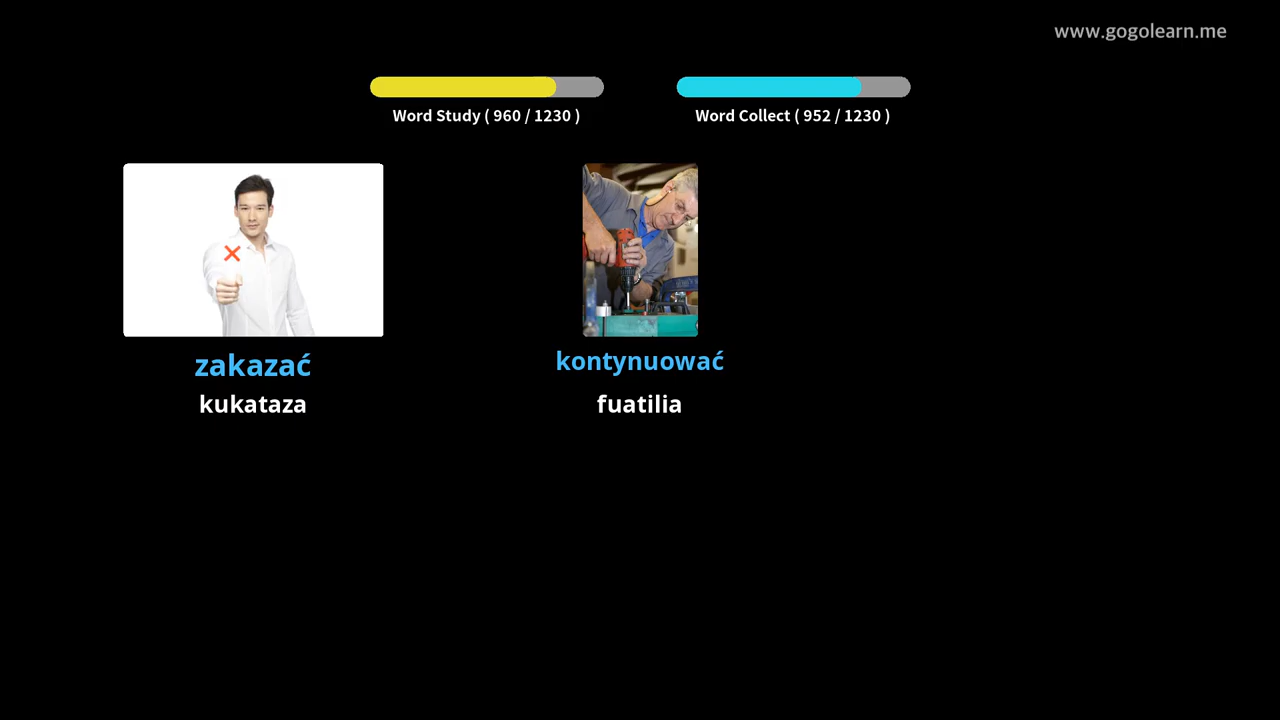 www.gogolearn.me
Word Study ( 960 / 1230 )
Word Collect ( 952 / 1230 )
zakazać
kukataza
kontynuować
fuatilia